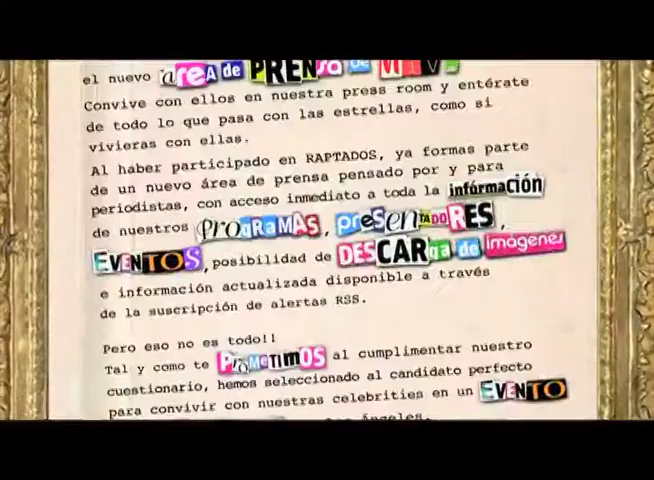 el nuevo aReA de PRENsa de MTV
Convive con ellos en nuestra press room y entérate
de todo lo que pasa con las estrellas, como si
vivieras con ellas.
Al haber participado en RAPTADOS, ya formas parte
de un nuevo área de prensa pensado por y para
periodistas, con acceso inmediato a toda la información
de nuestros PRogRaMAS, preSenTADORES,
EVENTOS, posibilidad de DESCARga de imágenes
e información actualizada disponible a través
de la suscripción de alertas RSS.
Pero eso no es todo!!
Tal y como te PRoMeTImOS al cumplimentar nuestro
cuestionario, hemos seleccionado al candidato perfecto
para convivir con nuestras celebrities en un EVENTO
Ángeles.